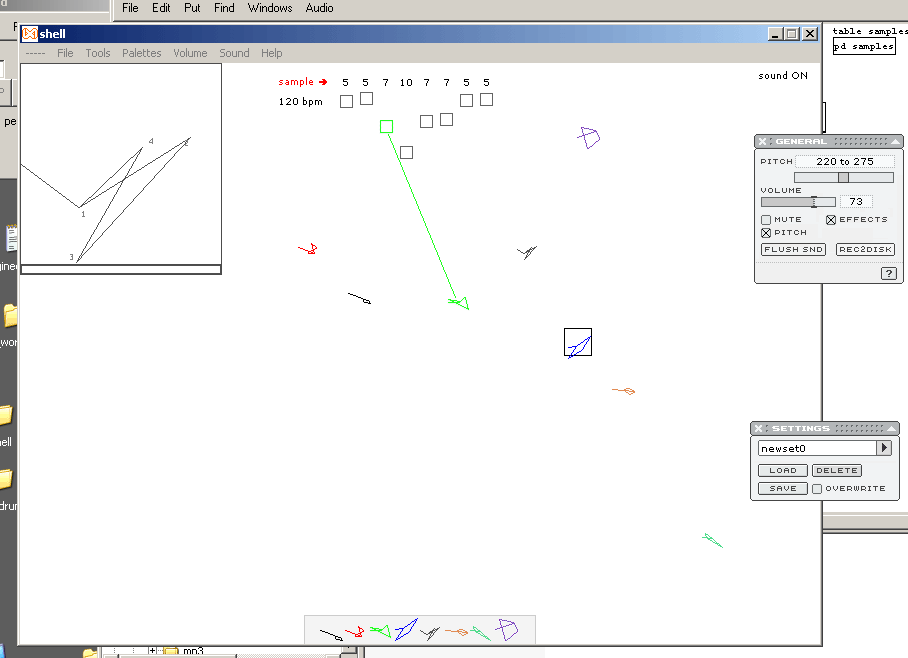 File Edit Put Find Windows Audio
shell
----- File Tools Palettes Volume Sound Help
table samples
pd samples
sample ➔ 5 5 7 10 7 7 5 5
120 bpm
sound ON
4
2
1
3
GENERAL
PITCH 220 to 275
VOLUME
73
MUTE EFFECTS
PITCH
FLUSH SND REC2DISK
?
SETTINGS
newset0
LOAD DELETE
SAVE OVERWRITE
pe
wor
ell
drur
mp3